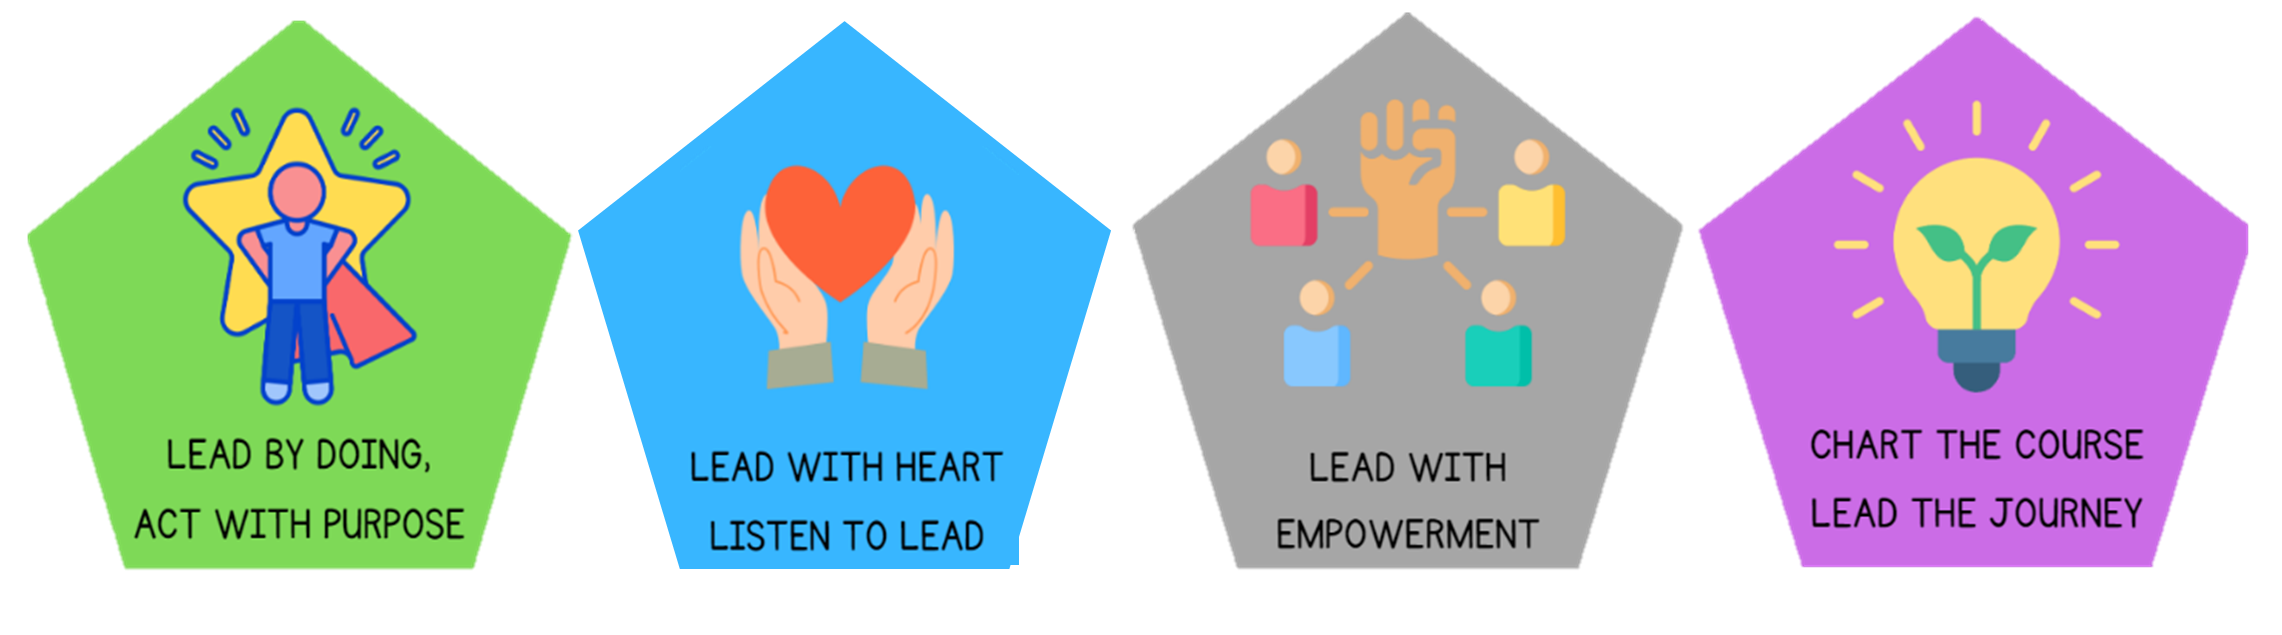 LEAD BY DOING,
ACT WITH PURPOSE
LEAD WITH HEART
LISTEN TO LEAD
LEAD WITH
EMPOWERMENT
CHART THE COURSE
LEAD THE JOURNEY